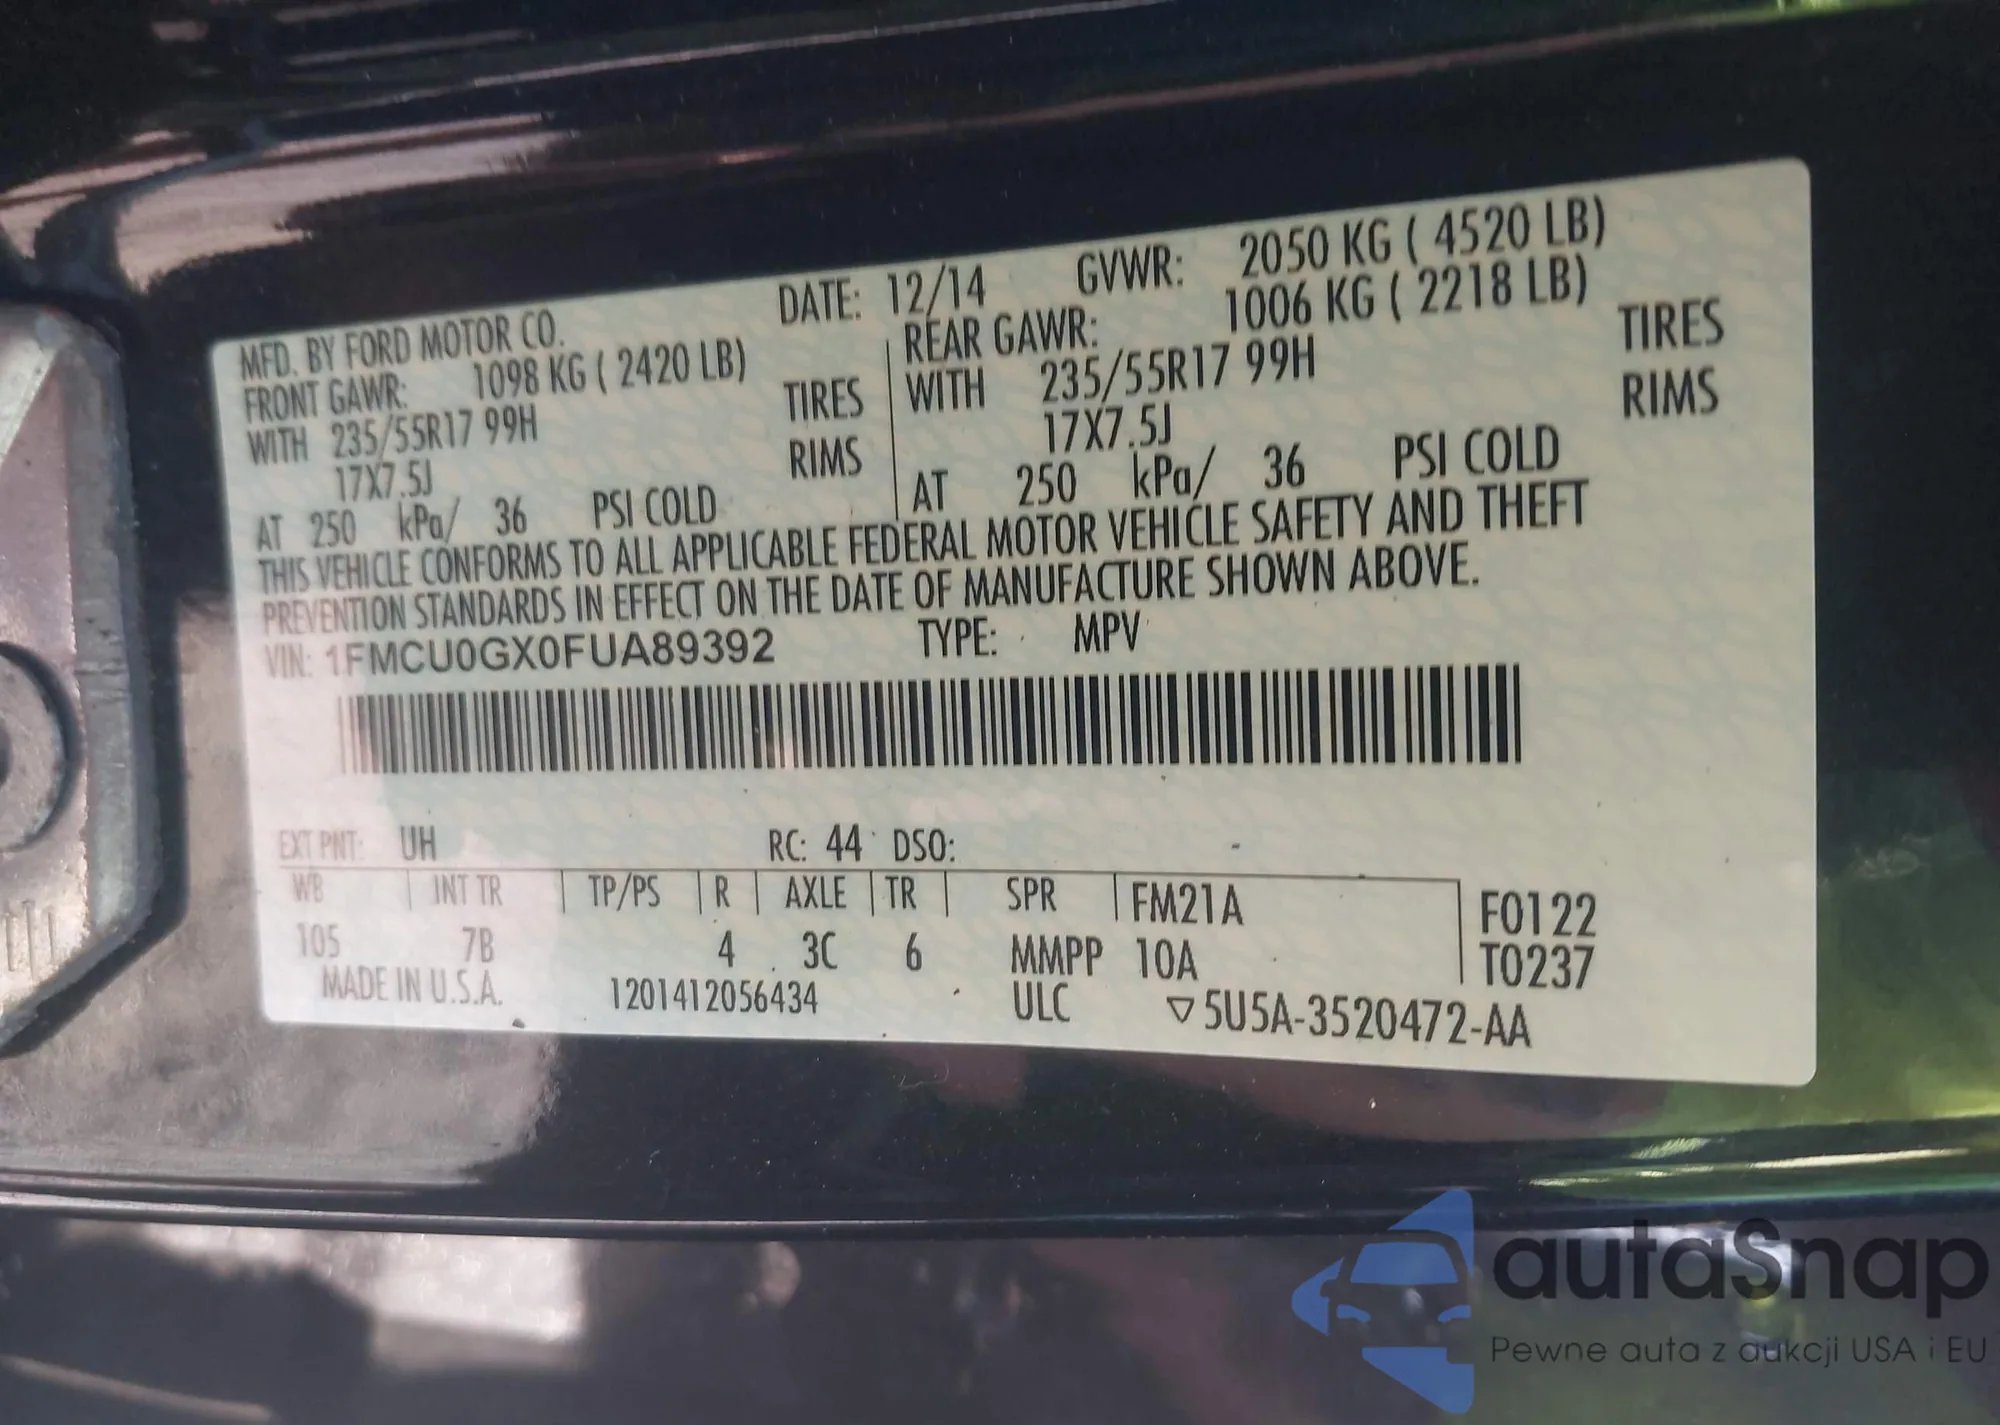 MFD. BY FORD MOTOR CO. DATE: 12/14 GVWR: 2050 KG ( 4520 LB)
FRONT GAWR: 1098 KG ( 2420 LB) REAR GAWR: 1006 KG ( 2218 LB)
WITH 235/55R17 99H TIRES WITH 235/55R17 99H TIRES
17X7.5J RIMS 17X7.5J RIMS
AT 250 kPa/ 36 PSI COLD AT 250 kPa/ 36 PSI COLD
THIS VEHICLE CONFORMS TO ALL APPLICABLE FEDERAL MOTOR VEHICLE SAFETY AND THEFT
PREVENTION STANDARDS IN EFFECT ON THE DATE OF MANUFACTURE SHOWN ABOVE.
VIN: 1FMCU0GX0FUA89392 TYPE: MPV
EXT PNT: UH RC: 44 DSO:
WB INT TR TP/PS R AXLE TR SPR FM21A F0122
105 7B 4 3C 6 MMPP 10A T0237
MADE IN U.S.A. 1201412056434 ULC ▽5U5A-3520472-AA
autaSnap
Pewne auta z aukcji USA i EU